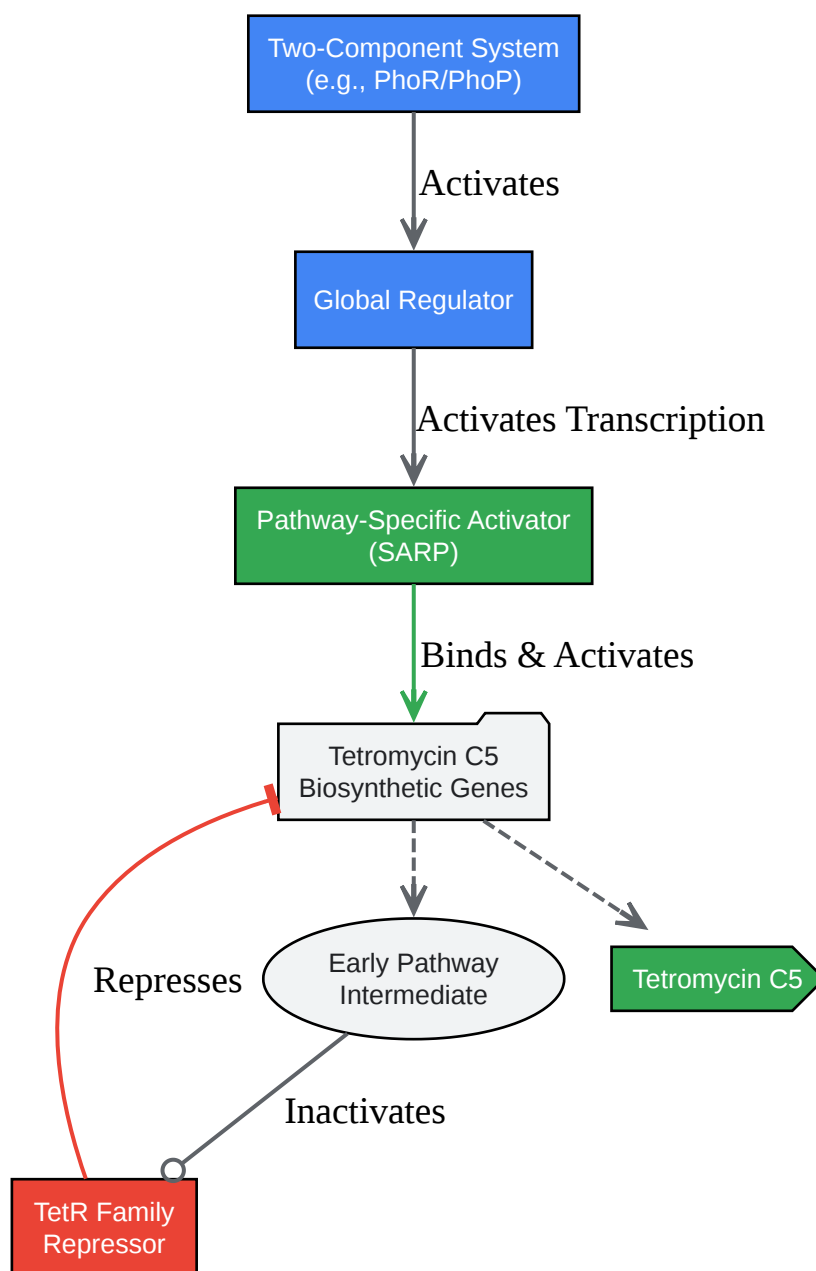 Two-Component System
(e.g., PhoR/PhoP)
Activates
Global Regulator
Activates Transcription
Pathway-Specific Activator
(SARP)
Binds & Activates
Tetromycin C5
Biosynthetic Genes
Represses
Early Pathway
Intermediate
Tetromycin C5
Inactivates
TetR Family
Repressor